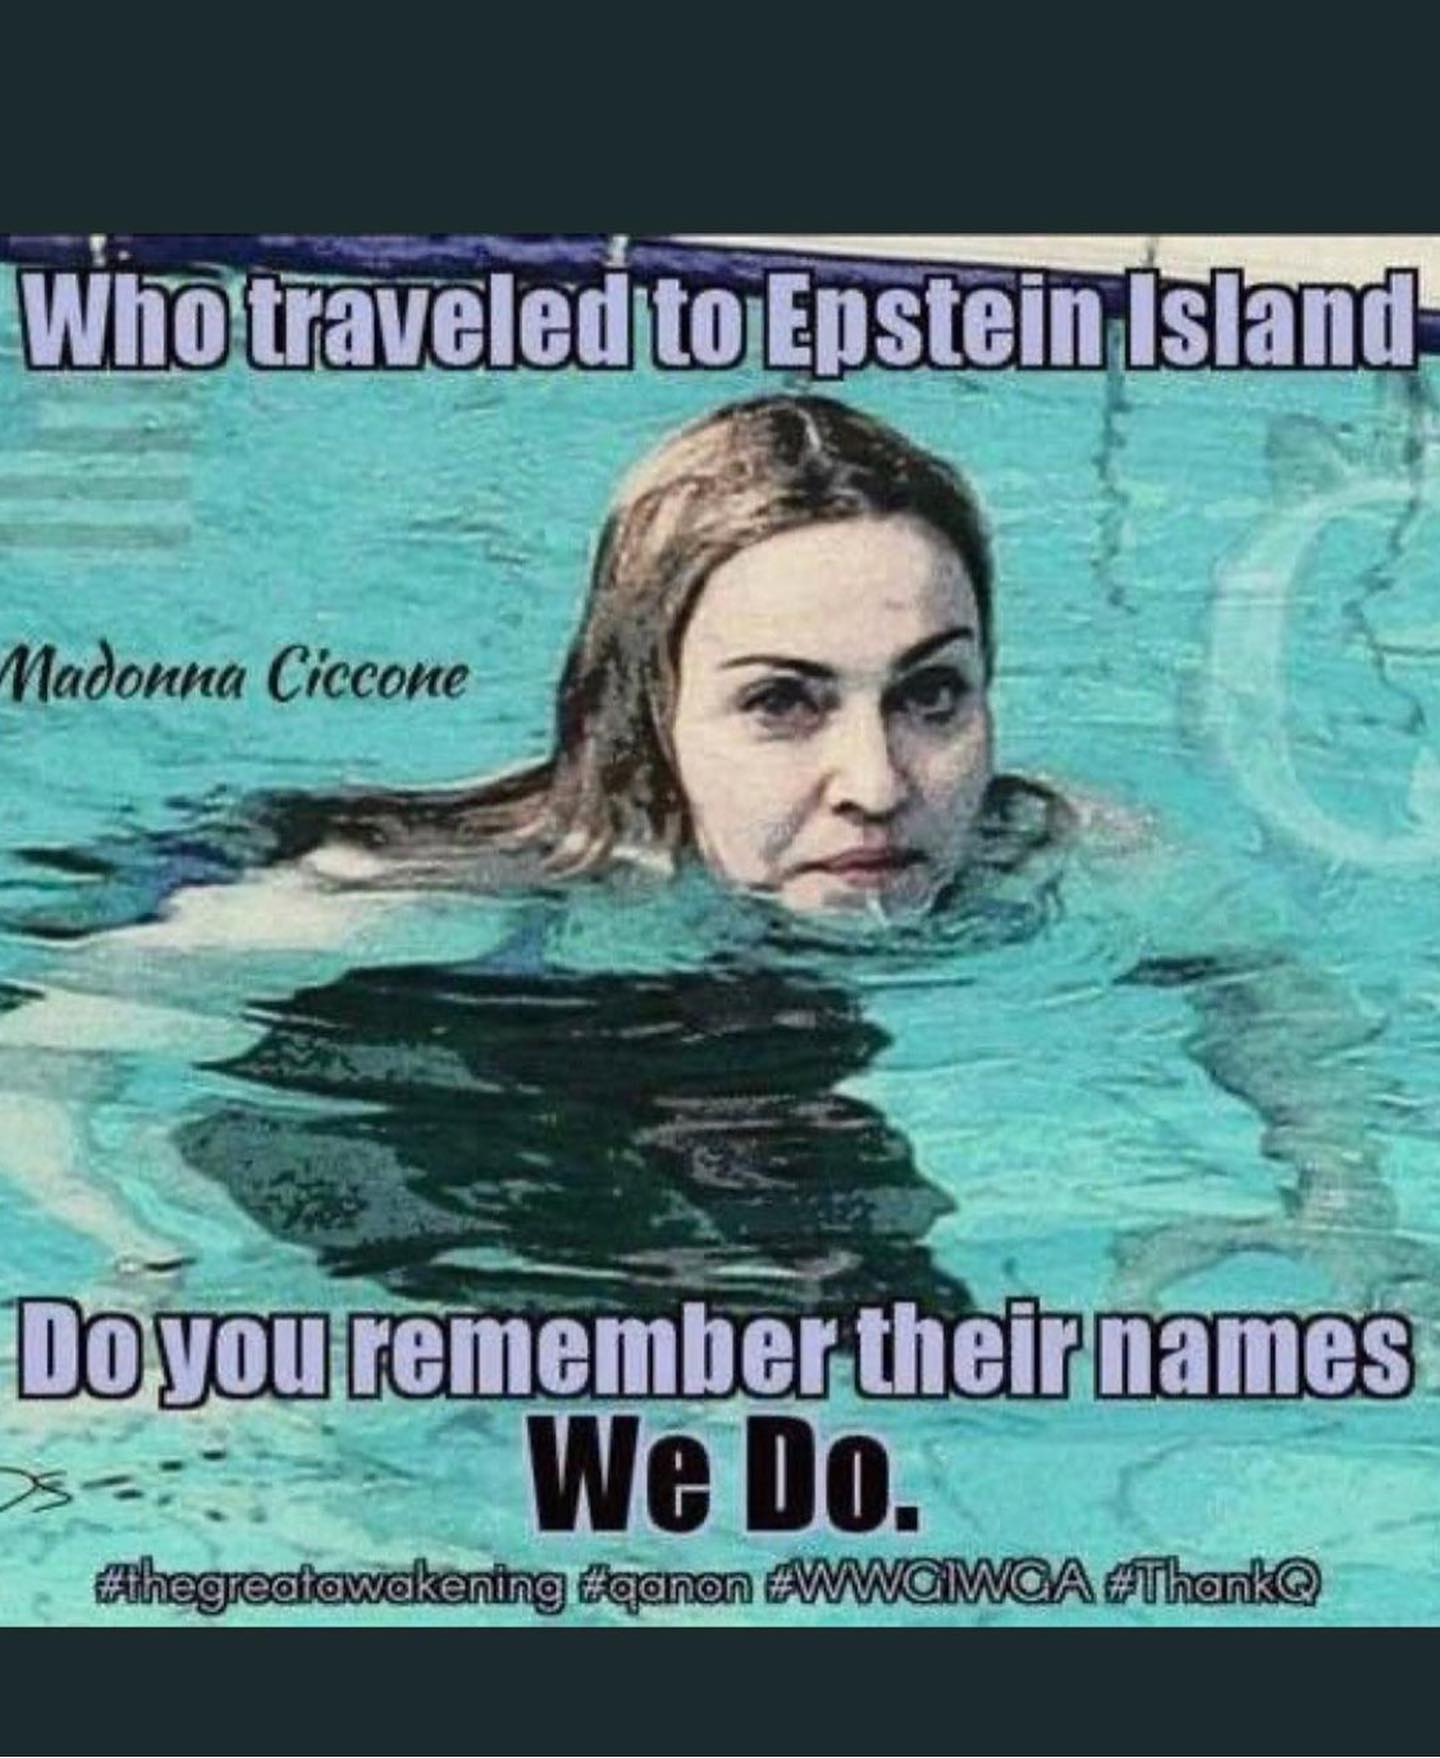 Who traveled to Epstein Island
Madonna Ciccone
Do you remember their names
We Do.
#thegreatawakening #qanon #WWG1WGA #ThankQ